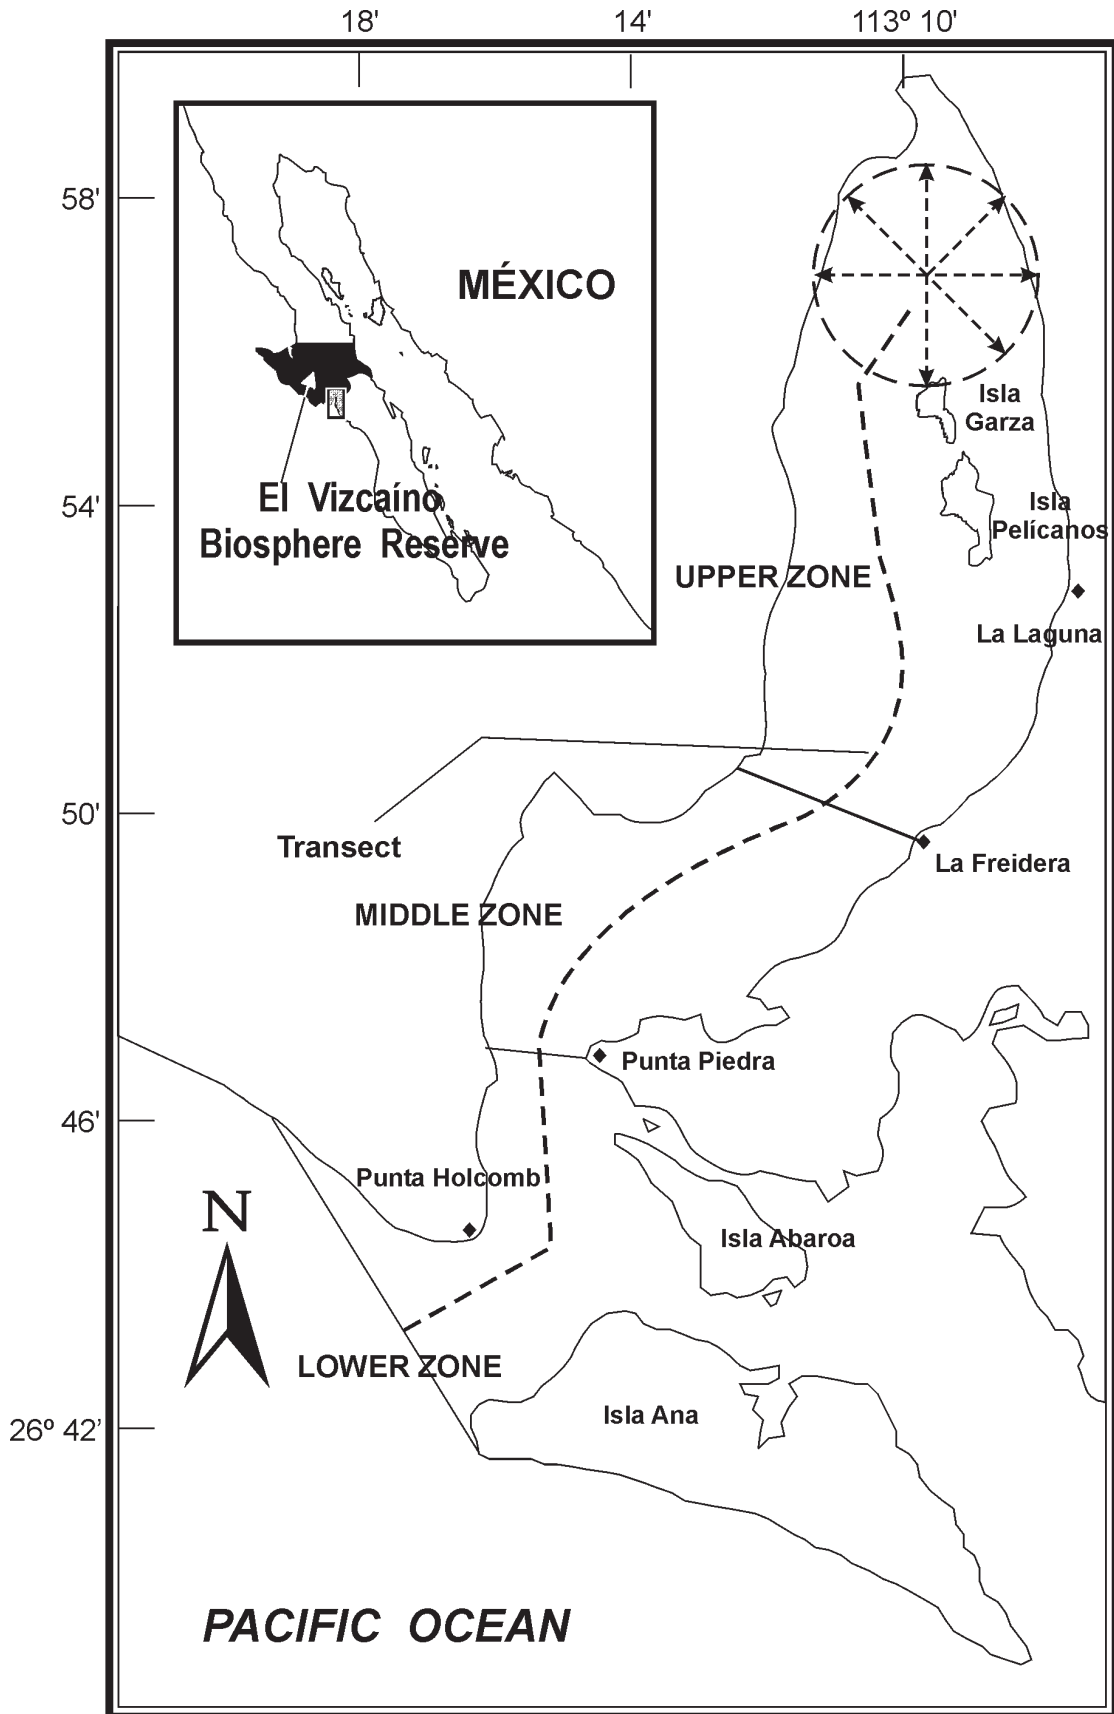 18'
14'
113º 10'
58'
MÉXICO
Isla
Garza
El Vizcaíno
Biosphere Reserve
54'
Isla
Pelícanos
UPPER ZONE
La Laguna
50'
Transect
La Freidera
MIDDLE ZONE
Punta Piedra
46'
Punta Holcomb
N
Isla Abaroa
LOWER ZONE
Isla Ana
26º 42'
PACIFIC OCEAN